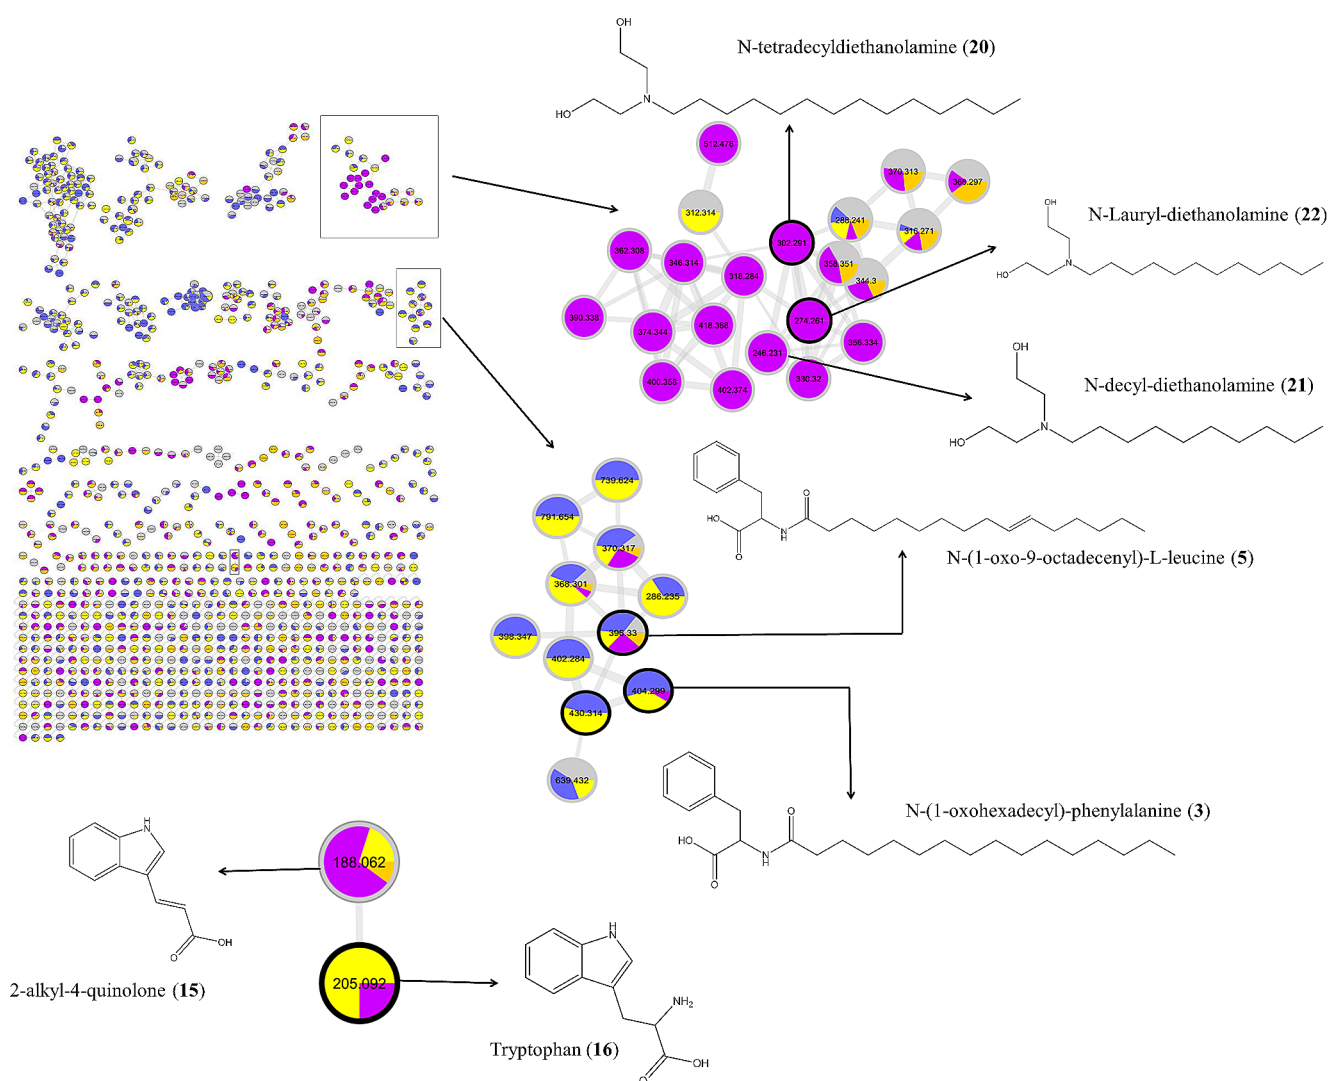 OH
N-tetradecyldiethanolamine (20)
HO
N
512.476
370.313
366.297
312.314
288.241
316.271
OH
N-Lauryl-diethanolamine (22)
HO
N
302.291
362.308
346.314
318.284
358.351
344.3
390.338
374.344
418.388
274.261
246.231
356.334
400.358
402.374
330.32
OH
N-decyl-diethanolamine (21)
HO
N
739.624
791.654
370.317
368.301
286.235
398.347
396.33
402.284
404.299
430.314
639.432
O
HO
N
H
O
N-(1-oxo-9-octadecenyl)-L-leucine (5)
O
HO
N
H
O
N-(1-oxohexadecyl)-phenylalanine (3)
H
N
O
OH
2-alkyl-4-quinolone (15)
188.062
205.092
H
N
NH2
O
OH
Tryptophan (16)